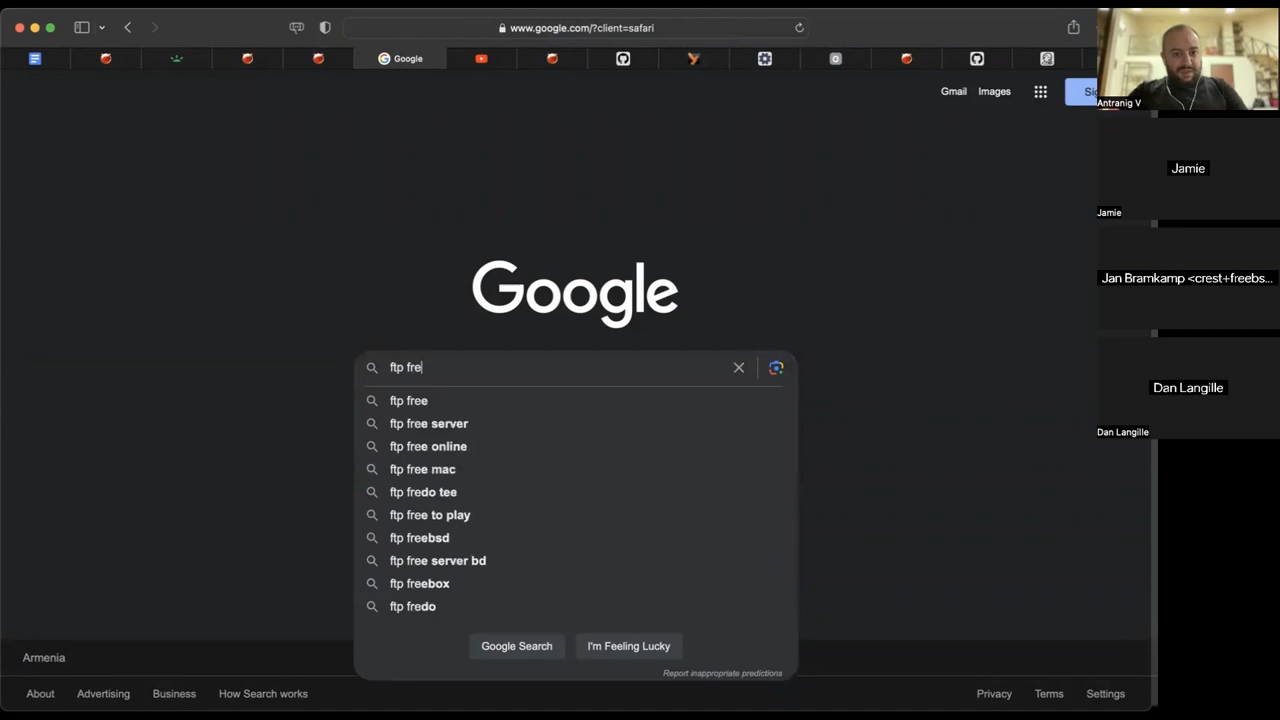 www.google.com/?client=safari
Google
Gmail
Images
Antranig V
Jamie
Jamie
Jan Bramkamp <crest+freebs...
Dan Langille
Dan Langille
Google
ftp fre
ftp free
ftp free server
ftp free online
ftp free mac
ftp fredo tee
ftp free to play
ftp freebsd
ftp free server bd
ftp freebox
ftp fredo
Google Search
I'm Feeling Lucky
Report inappropriate predictions
Armenia
About
Advertising
Business
How Search works
Privacy
Terms
Settings